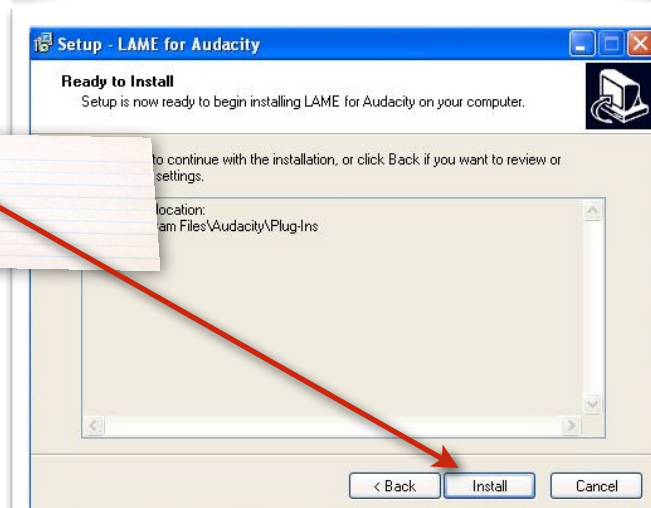 Setup - LAME for Audacity
Ready to Install
Setup is now ready to begin installing LAME for Audacity on your computer.
to continue with the installation, or click Back if you want to review or
settings.
location:
am Files\Audacity\Plug-Ins
< Back
Install
Cancel